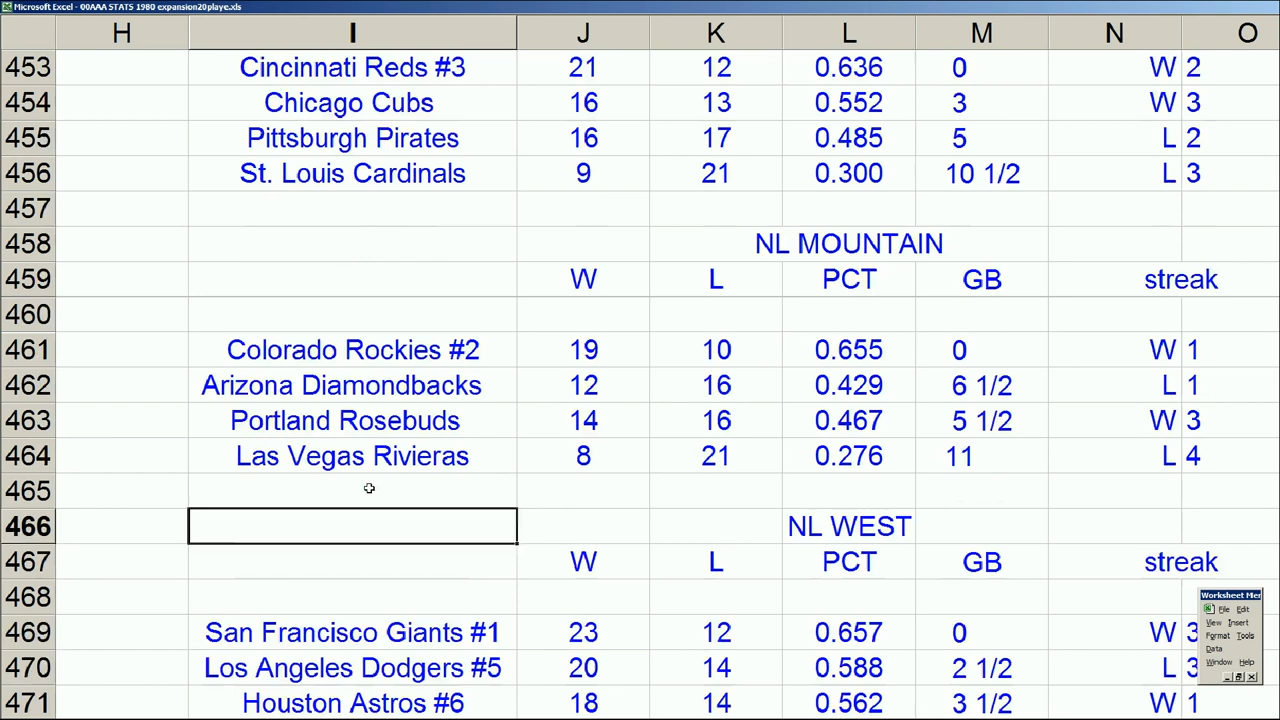 Microsoft Excel - 00AAA STATS 1980 expansion20playe.xls
H I J K L M N O
453 Cincinnati Reds #3 21 12 0.636 0 W 2
454 Chicago Cubs 16 13 0.552 3 W 3
455 Pittsburgh Pirates 16 17 0.485 5 L 2
456 St. Louis Cardinals 9 21 0.300 10 1/2 L 3
457
458 NL MOUNTAIN
459 W L PCT GB streak
460
461 Colorado Rockies #2 19 10 0.655 0 W 1
462 Arizona Diamondbacks 12 16 0.429 6 1/2 L 1
463 Portland Rosebuds 14 16 0.467 5 1/2 W 3
464 Las Vegas Rivieras 8 21 0.276 11 L 4
465
466 NL WEST
467 W L PCT GB streak
468
Worksheet Men
File Edit
View Insert
Format Tools
Data
Window Help
469 San Francisco Giants #1 23 12 0.657 0 W 3
470 Los Angeles Dodgers #5 20 14 0.588 2 1/2 L 3
471 Houston Astros #6 18 14 0.562 3 1/2 W 1